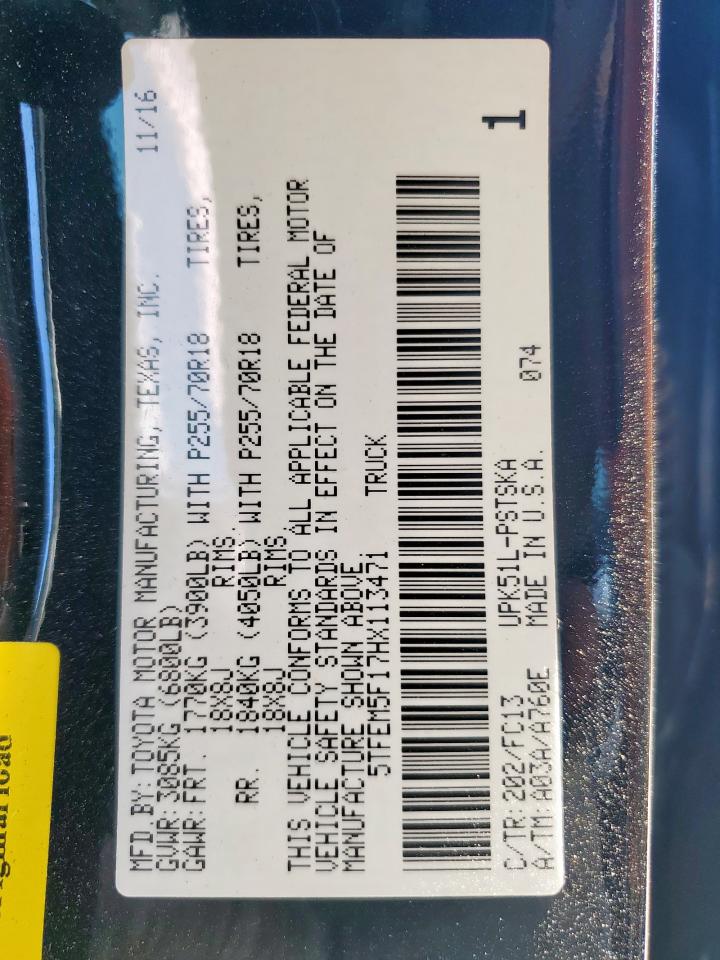 MFD BY: TOYOTA MOTOR MANUFACTURING, TEXAS, INC. 11/16
GVWR: 3085KG (6800LB)
GAWR: FRT. 1770KG (3900LB) WITH P255/70R18 TIRES,
18X8J RIMS.
RR. 1840KG (4050LB) WITH P255/70R18 TIRES,
18X8J RIMS
THIS VEHICLE CONFORMS TO ALL APPLICABLE FEDERAL MOTOR
VEHICLE SAFETY STANDARDS IN EFFECT ON THE DATE OF
MANUFACTURE SHOWN ABOVE.
5TFEM5F17HX113471 TRUCK
1
C/TR: 202/FC13 UPK51L-PSTSKA 074
A/TM: A03A/A760E MADE IN U.S.A.
load